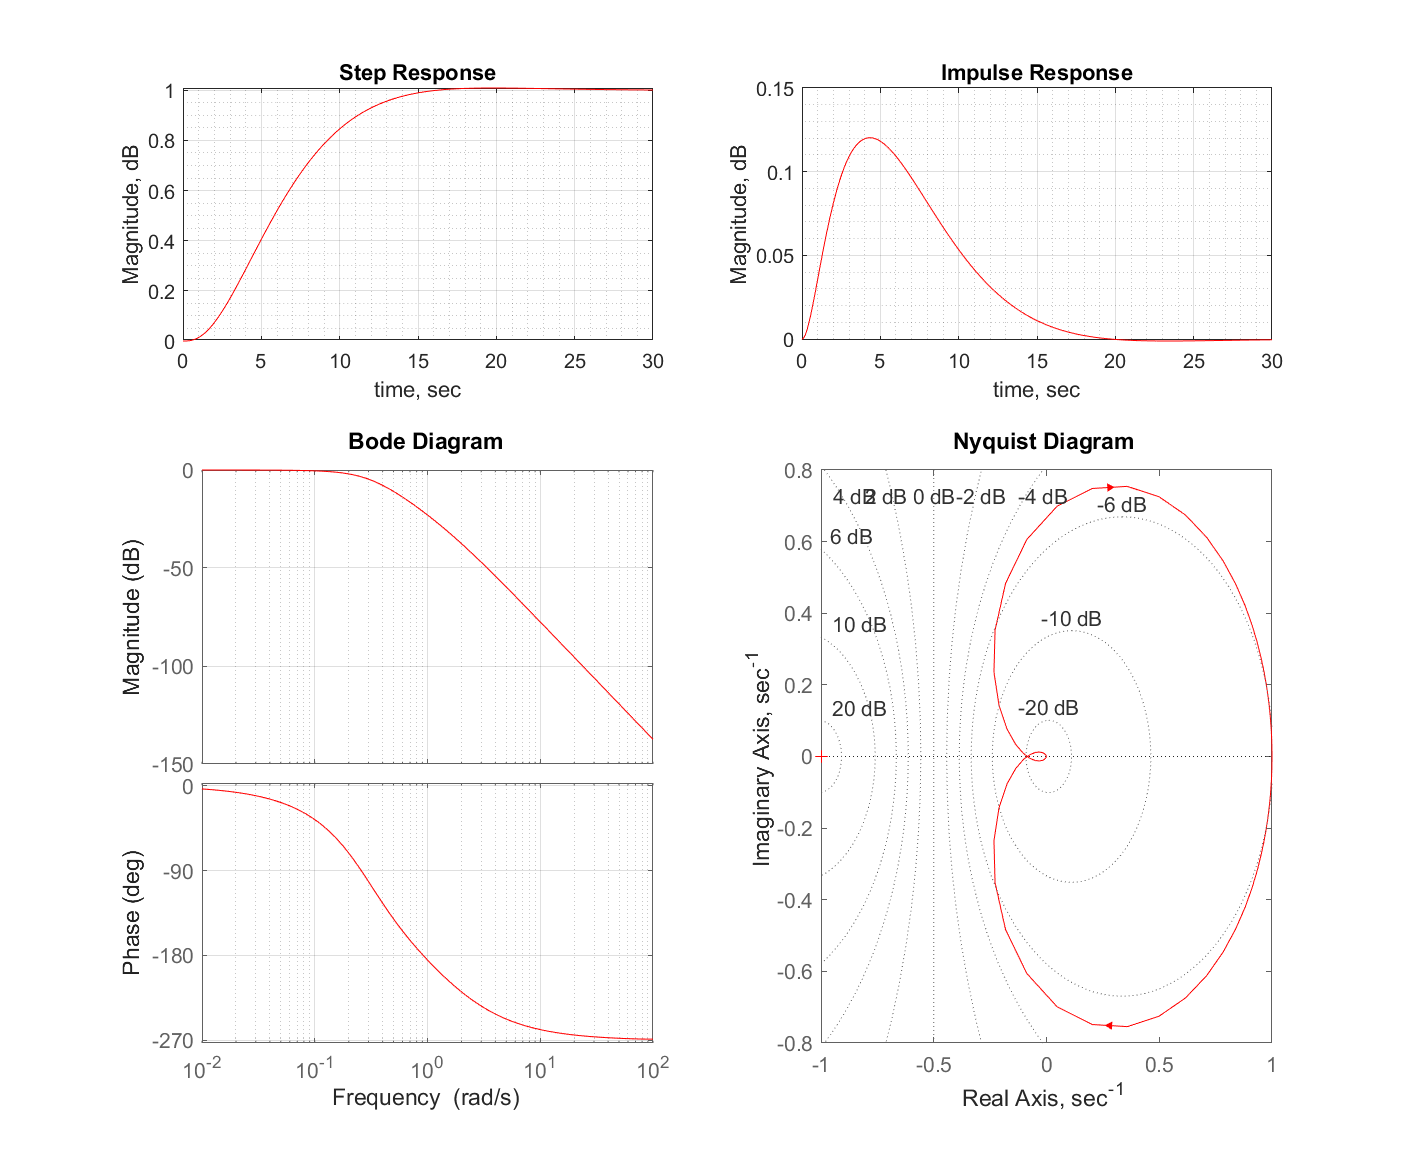 Step Response
Magnitude, dB
1
0.8
0.6
0.4
0.2
0
0 5 10 15 20 25 30
time, sec
Impulse Response
Magnitude, dB
0.15
0.1
0.05
0
0 5 10 15 20 25 30
time, sec
Bode Diagram
Magnitude (dB)
0
-50
-100
-150
Phase (deg)
0
-90
-180
-270
10^-2 10^-1 10^0 10^1 10^2
Frequency (rad/s)
Nyquist Diagram
Imaginary Axis, sec^-1
0.8
0.6
0.4
0.2
0
-0.2
-0.4
-0.6
-0.8
4 dB 2 dB 0 dB -2 dB -4 dB -6 dB
6 dB
10 dB -10 dB
20 dB -20 dB
-1 -0.5 0 0.5 1
Real Axis, sec^-1